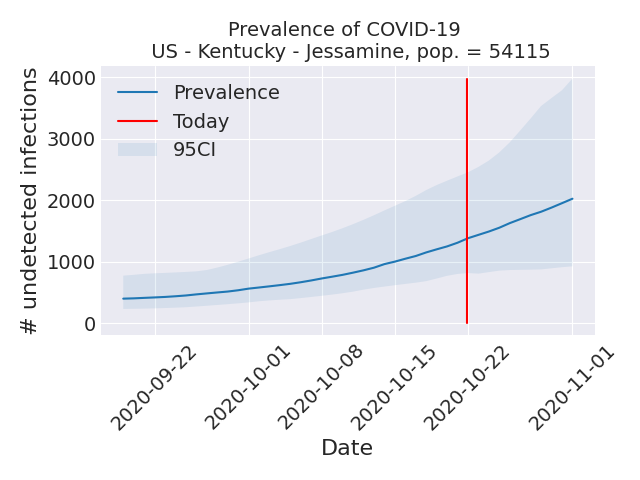 Prevalence of COVID-19
US - Kentucky - Jessamine, pop. = 54115
# undetected infections
4000
3000
2000
1000
0
Prevalence
Today
95CI
2020-09-22
2020-10-01
2020-10-08
2020-10-15
2020-10-22
2020-11-01
Date